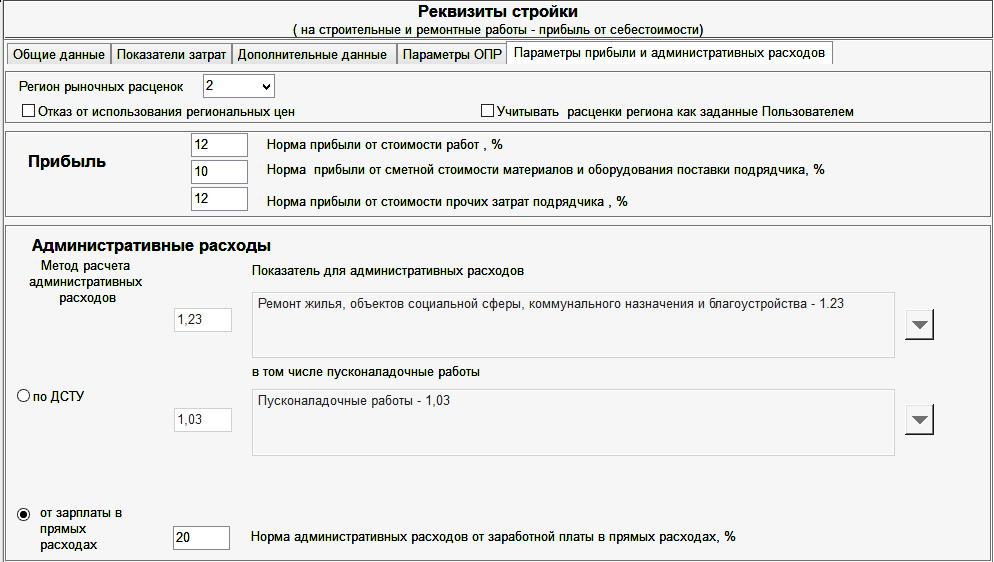 Реквизиты стройки
( на строительные и ремонтные работы - прибыль от себестоимости)
Общие данные Показатели затрат Дополнительные данные Параметры ОПР Параметры прибыли и административных расходов
Регион рыночных расценок 2
Отказ от использования региональных цен Учитывать расценки региона как заданные Пользователем
12 Норма прибыли от стоимости работ , %
Прибыль
10 Норма прибыли от сметной стоимости материалов и оборудования поставки подрядчика, %
12 Норма прибыли от стоимости прочих затрат подрядчика , %
Административные расходы
Метод расчета
административных
расходов
Показатель для административных расходов
1,23 Ремонт жилья, объектов социальной сферы, коммунального назначения и благоустройства - 1.23
в том числе пусконаладочные работы
по ДСТУ
1,03 Пусконаладочные работы - 1,03
от зарплаты в
прямых
расходах
20 Норма административных расходов от заработной платы в прямых расходах, %